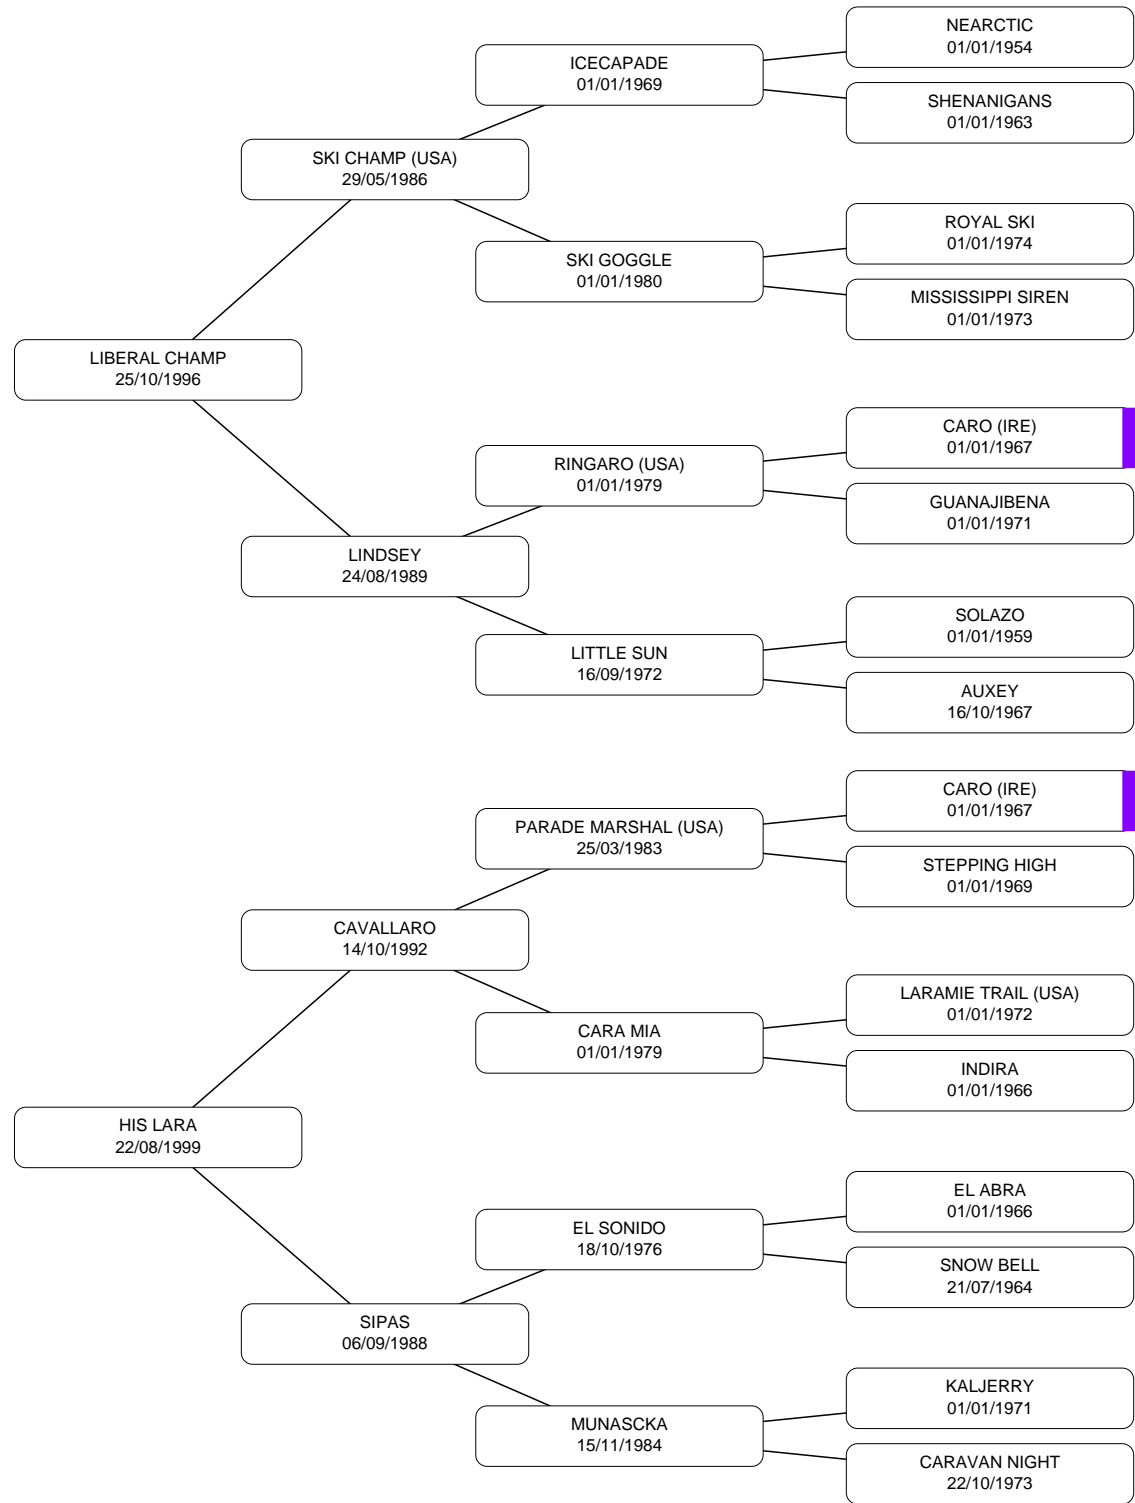 NEARCTIC
01/01/1954
ICECAPADE
01/01/1969
SHENANIGANS
01/01/1963
SKI CHAMP (USA)
29/05/1986
ROYAL SKI
01/01/1974
SKI GOGGLE
01/01/1980
MISSISSIPPI SIREN
01/01/1973
LIBERAL CHAMP
25/10/1996
CARO (IRE)
01/01/1967
RINGARO (USA)
01/01/1979
GUANAJIBENA
01/01/1971
LINDSEY
24/08/1989
SOLAZO
01/01/1959
LITTLE SUN
16/09/1972
AUXEY
16/10/1967
CARO (IRE)
01/01/1967
PARADE MARSHAL (USA)
25/03/1983
STEPPING HIGH
01/01/1969
CAVALLARO
14/10/1992
LARAMIE TRAIL (USA)
01/01/1972
CARA MIA
01/01/1979
INDIRA
01/01/1966
HIS LARA
22/08/1999
EL ABRA
01/01/1966
EL SONIDO
18/10/1976
SNOW BELL
21/07/1964
SIPAS
06/09/1988
KALJERRY
01/01/1971
MUNASCKA
15/11/1984
CARAVAN NIGHT
22/10/1973